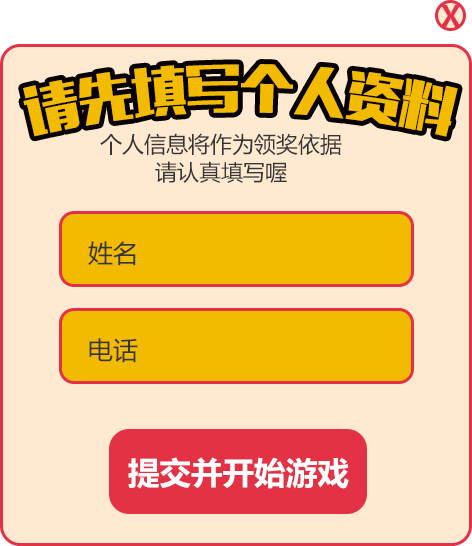 X
请先填写个人资料
个人信息将作为领奖依据
请认真填写喔
姓名
电话
提交并开始游戏